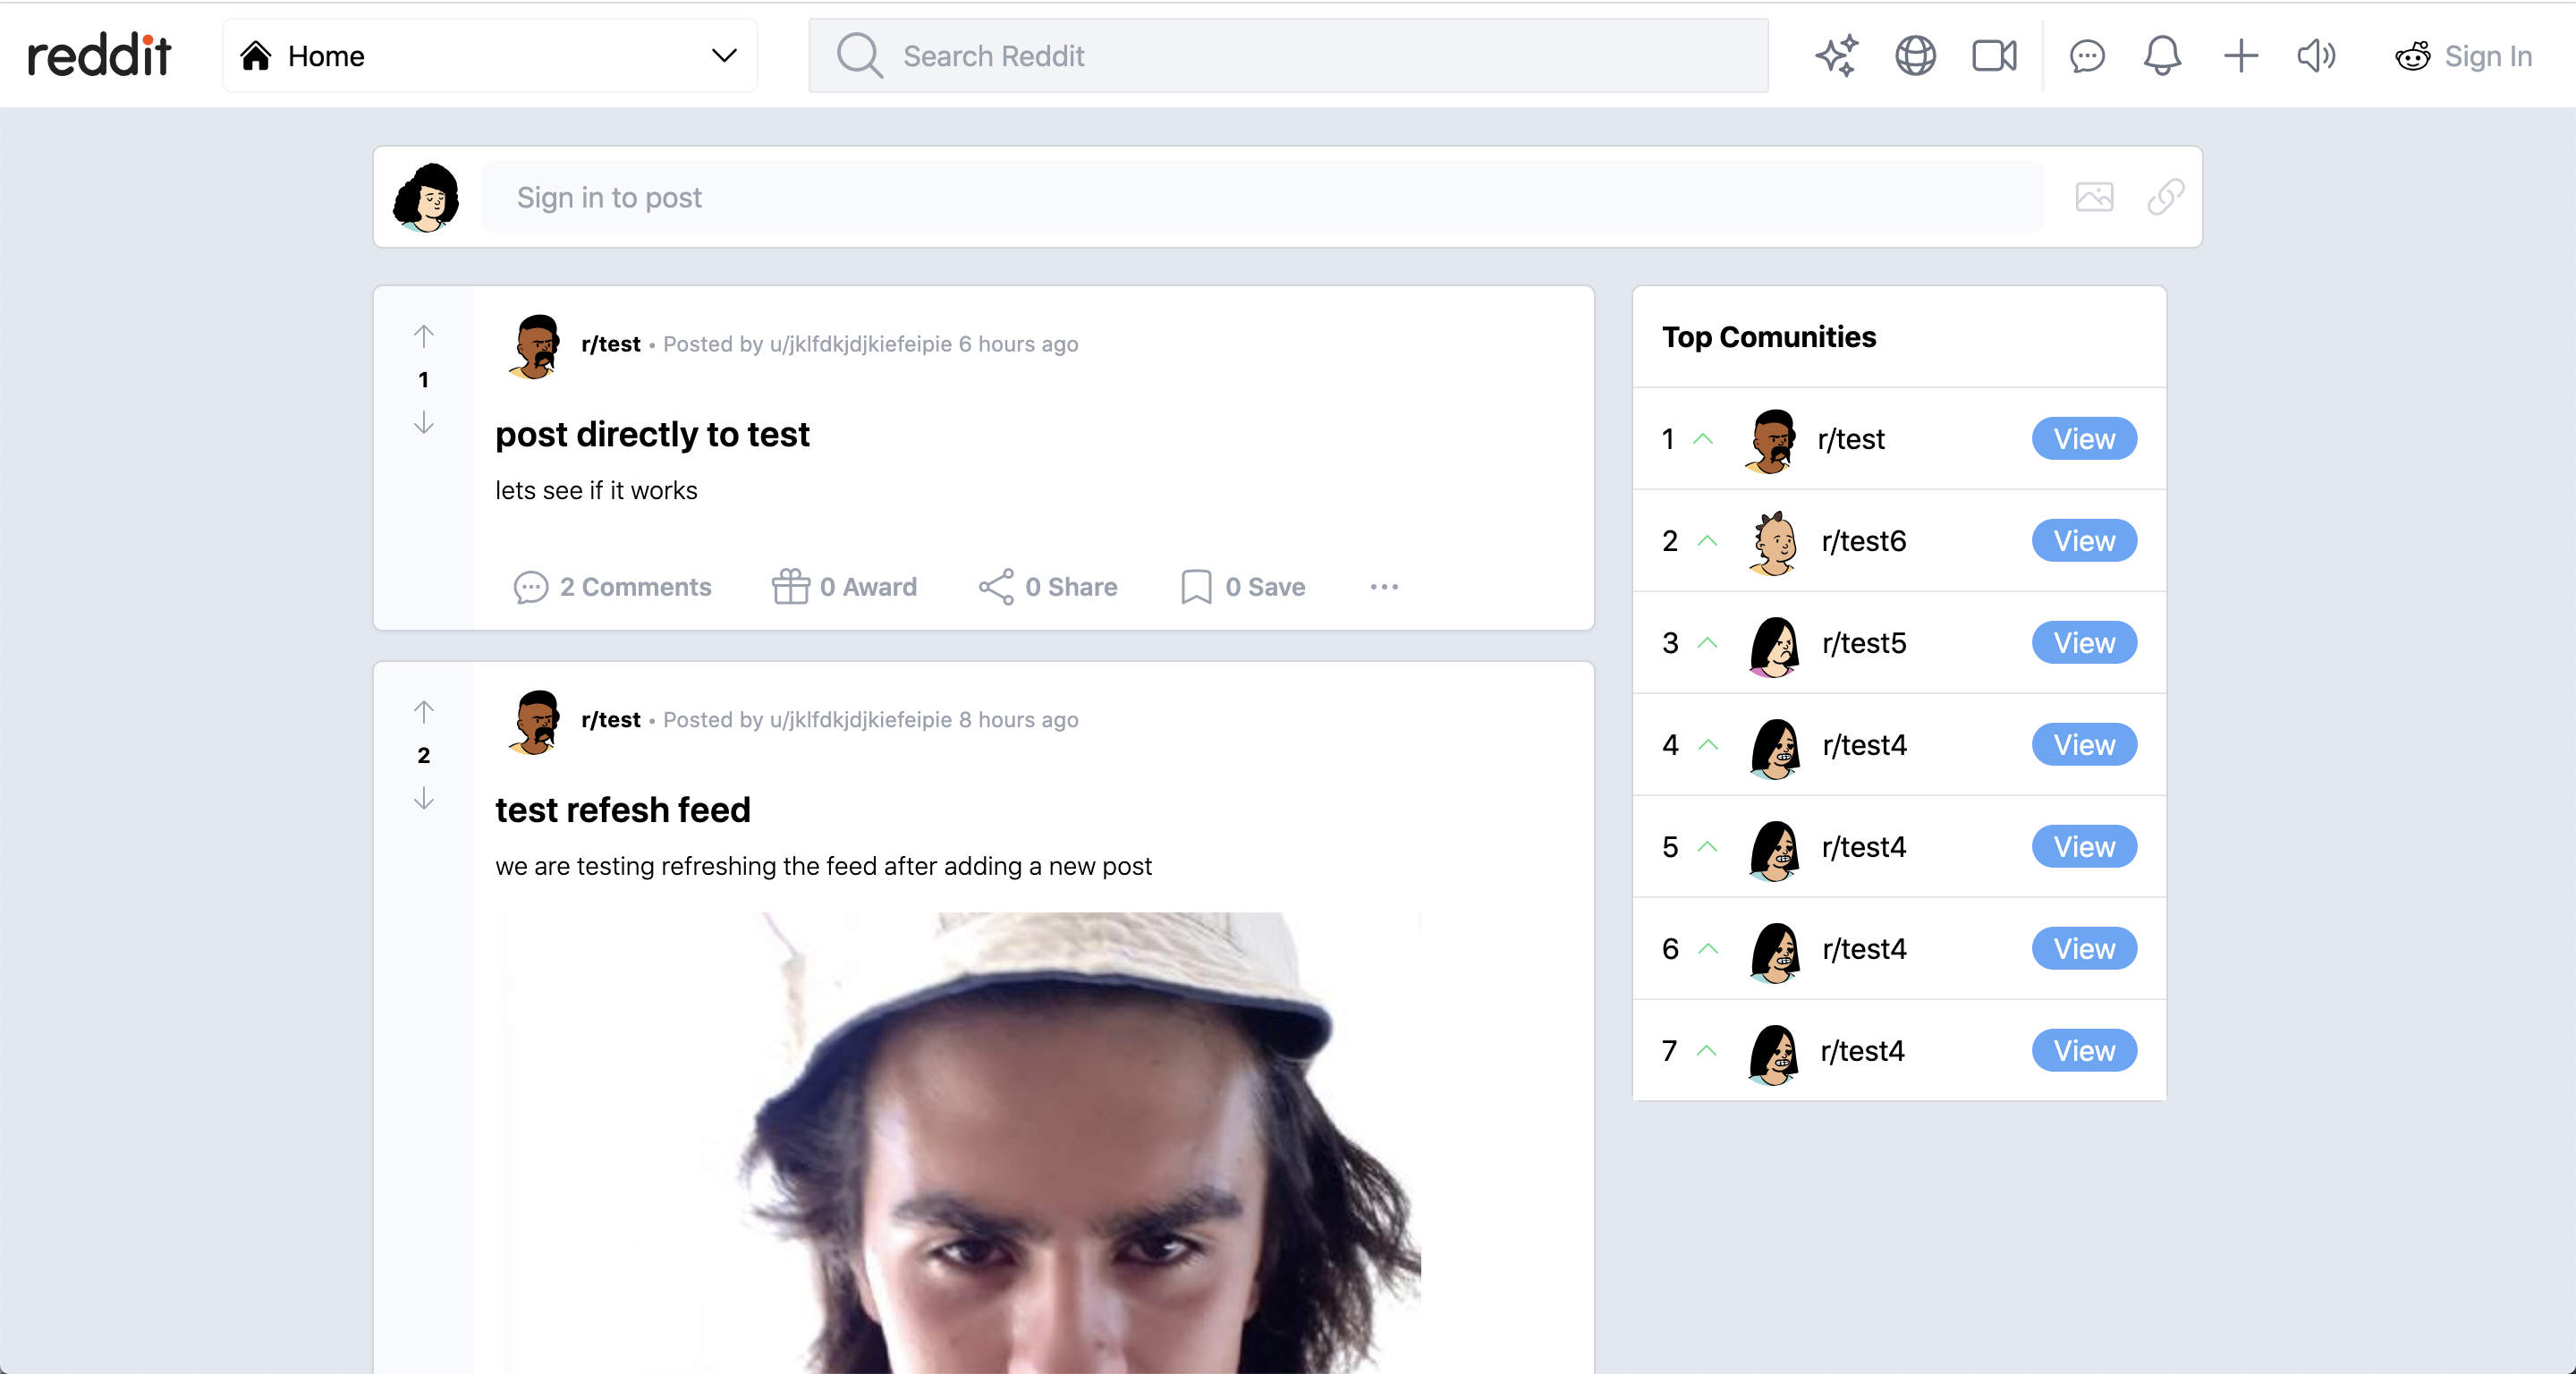 reddit
Home
Search Reddit
Sign In
Sign in to post
1
r/test • Posted by u/jklfdkjdjkiefeipie 6 hours ago
post directly to test
lets see if it works
2 Comments
0 Award
0 Share
0 Save
2
r/test • Posted by u/jklfdkjdjkiefeipie 8 hours ago
test refesh feed
we are testing refreshing the feed after adding a new post
Top Comunities
1 r/test View
2 r/test6 View
3 r/test5 View
4 r/test4 View
5 r/test4 View
6 r/test4 View
7 r/test4 View